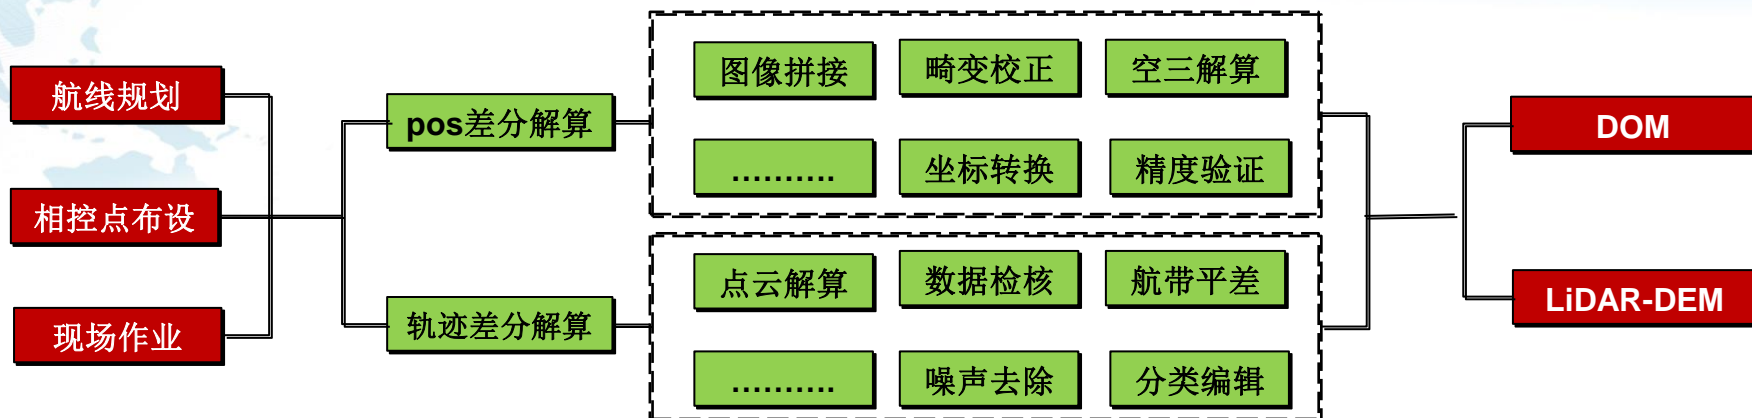 航线规划
相控点布设
现场作业
pos差分解算
轨迹差分解算
图像拼接
畸变校正
空三解算
..........
坐标转换
精度验证
点云解算
数据检核
航带平差
..........
噪声去除
分类编辑
DOM
LiDAR-DEM